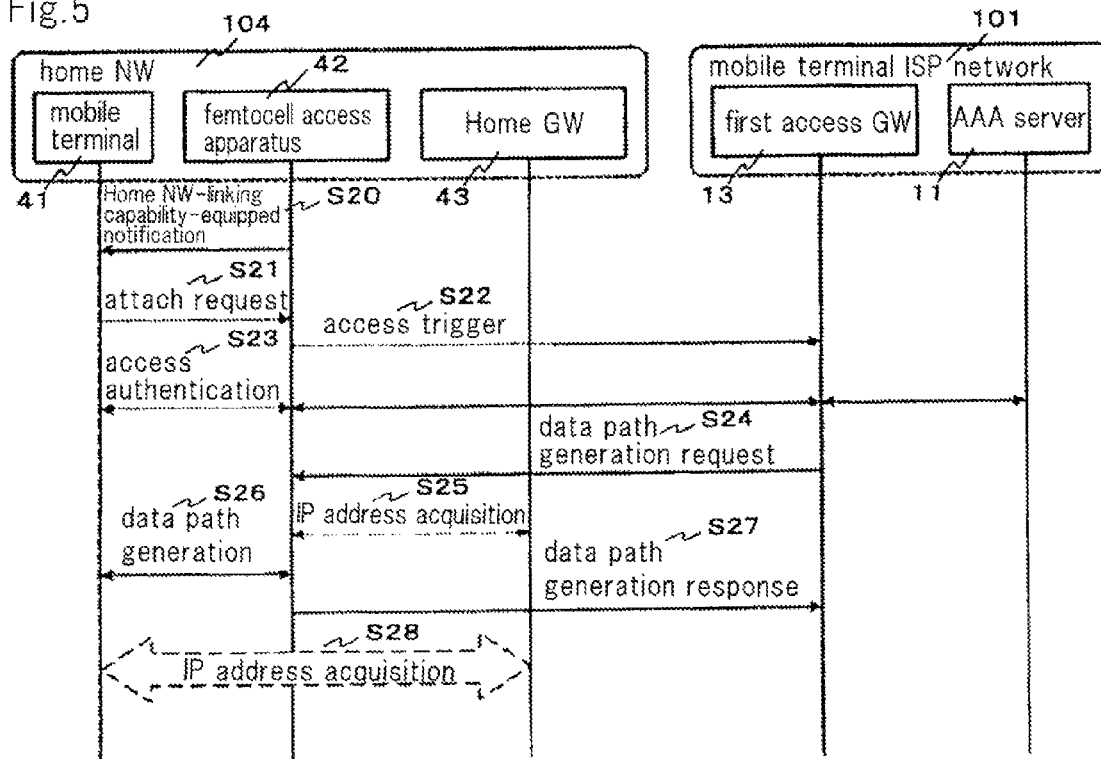 Fig.5
104
101
home NW
42
mobile terminal ISP network
mobile
terminal
femtocell access
apparatus
Home GW
first access GW
AAA server
41
43
13
11
Home NW-linking
capability-equipped
notification
S20
S21
attach request
S22
access trigger
S23
access
authentication
data path
generation request
S24
S25
IP address acquisition
S26
data path
generation
S27
data path
generation response
S28
IP address acquisition